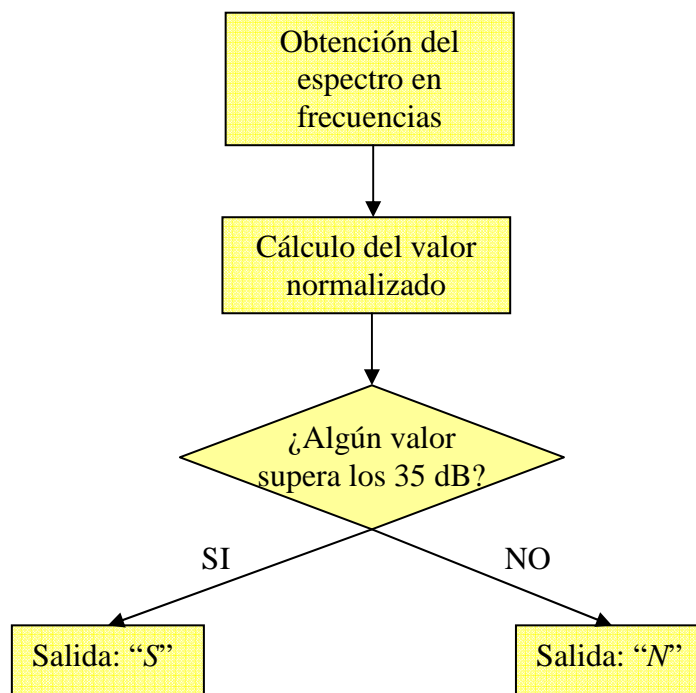 Obtención del
espectro en
frecuencias
Cálculo del valor
normalizado
¿Algún valor
supera los 35 dB?
SI
NO
Salida: “S”
Salida: “N”